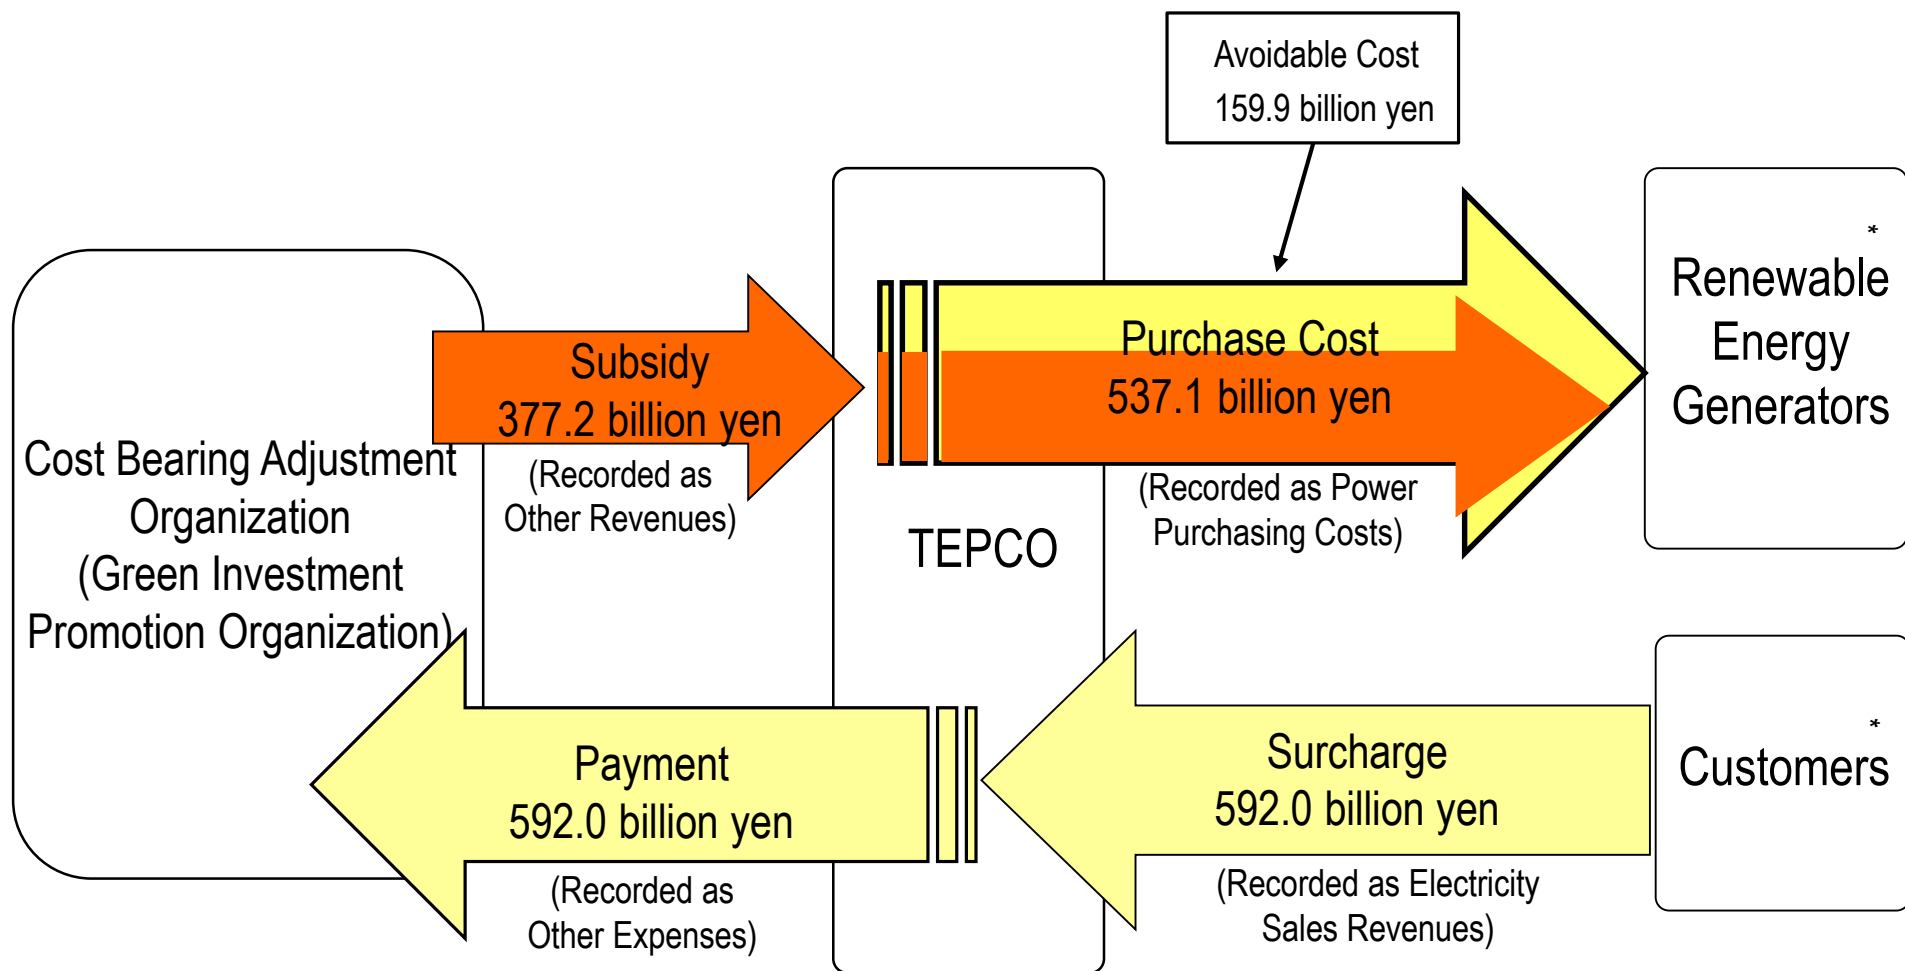 Avoidable Cost
159.9 billion yen
Cost Bearing Adjustment
Organization
(Green Investment
Promotion Organization)
Subsidy
377.2 billion yen
(Recorded as
Other Revenues)
TEPCO
Purchase Cost
537.1 billion yen
(Recorded as Power
Purchasing Costs)
*
Renewable
Energy
Generators
Payment
592.0 billion yen
(Recorded as
Other Expenses)
Surcharge
592.0 billion yen
(Recorded as Electricity
Sales Revenues)
*
Customers